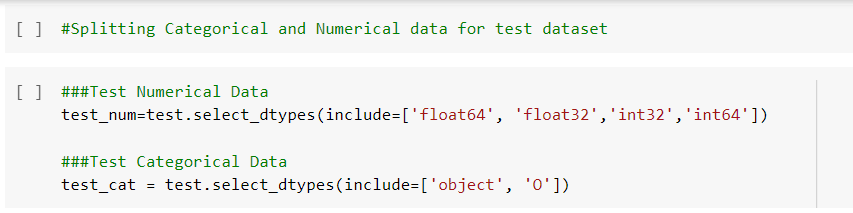 [ ] #Splitting Categorical and Numerical data for test dataset
[ ] ###Test Numerical Data
test_num=test.select_dtypes(include=['float64', 'float32','int32','int64'])
###Test Categorical Data
test_cat = test.select_dtypes(include=['object', 'O'])